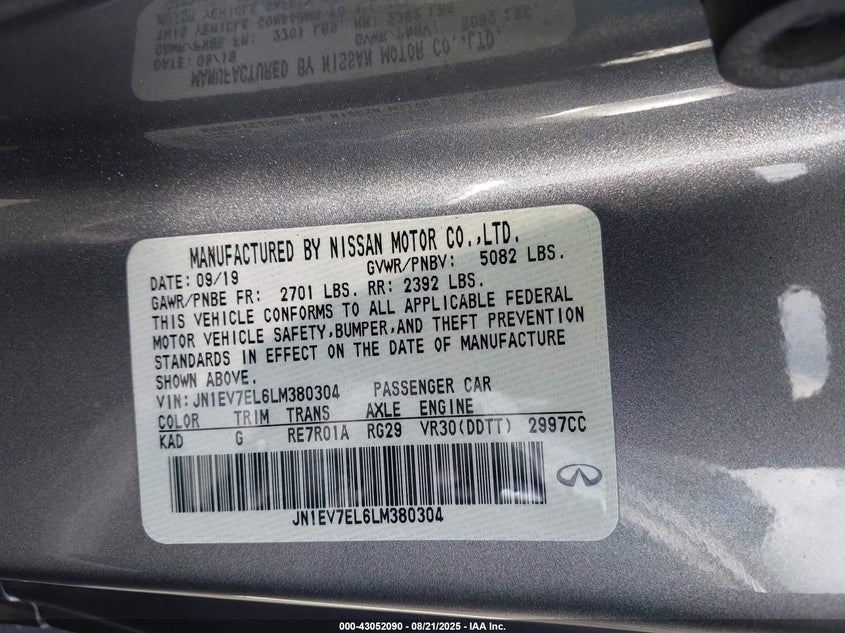 MANUFACTURED BY NISSAN MOTOR CO.,LTD.
DATE: 09/19 GVWR/PNBV: 5082 LBS.
GAWR/PNBE FR: 2701 LBS. RR: 2392 LBS.
THIS VEHICLE CONFORMS TO ALL APPLICABLE FEDERAL
MOTOR VEHICLE SAFETY,BUMPER,AND THEFT PREVENTION
STANDARDS IN EFFECT ON THE DATE OF MANUFACTURE
SHOWN ABOVE.
VIN:JN1EV7EL6LM380304 PASSENGER CAR
COLOR TRIM TRANS AXLE ENGINE
KAD G RE7R01A RG29 VR30(DDTT) 2997CC
JN1EV7EL6LM380304
000-43052090 - 08/21/2025 - IAA Inc.